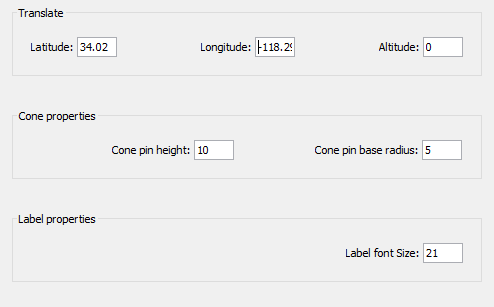 Translate
Latitude: 34.02 Longitude: -118.29 Altitude: 0
Cone properties
Cone pin height: 10 Cone pin base radius: 5
Label properties
Label font Size: 21